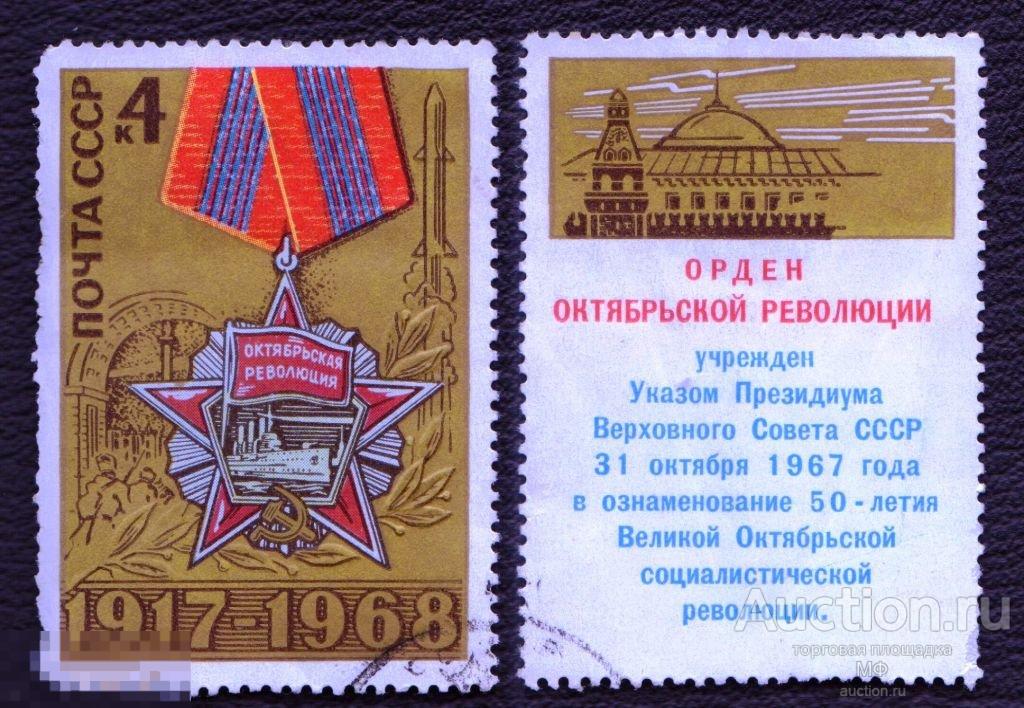 ПОЧТА СССР
4
к
ОКТЯБРЬСКАЯ
РЕВОЛЮЦИЯ
1917-1968
ОРДЕН
ОКТЯБРЬСКОЙ РЕВОЛЮЦИИ
учрежден
Указом Президиума
Верховного Совета СССР
31 октября 1967 года
в ознаменование 50-летия
Великой Октябрьской
социалистической
революции.
Auction.ru
торговая площадка
МФ
auction.ru